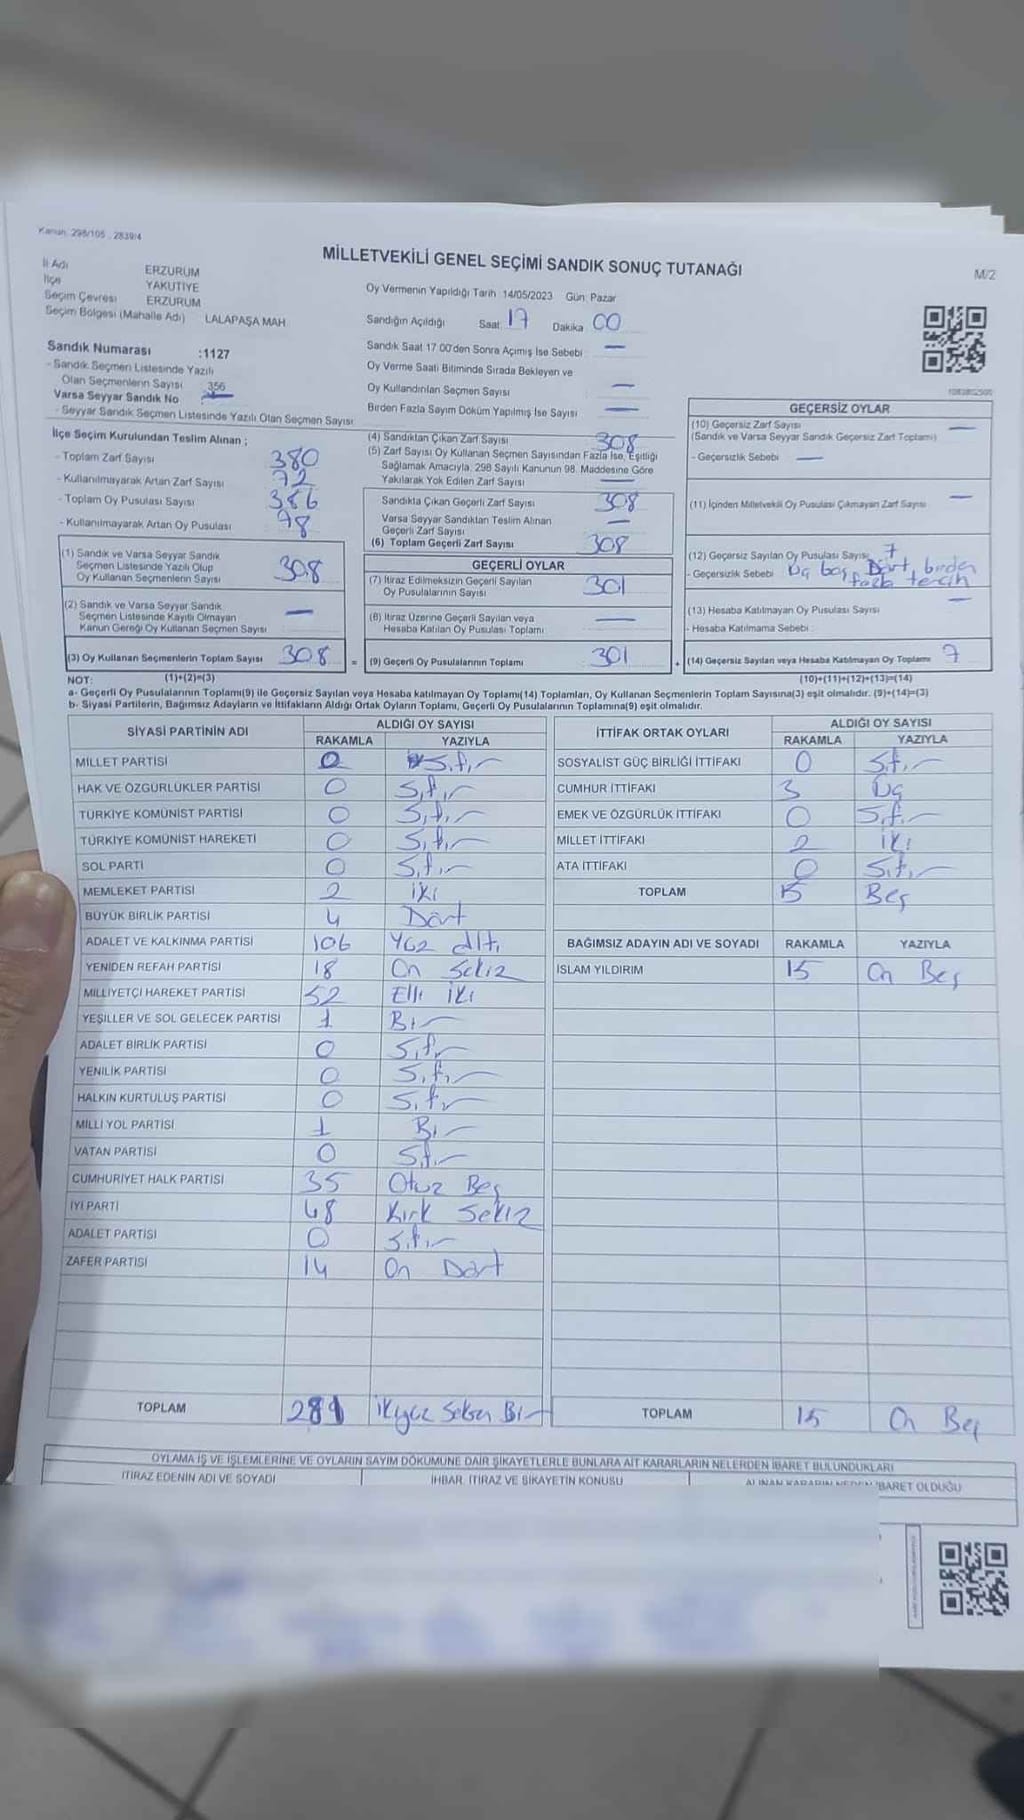 Kanun: 298/105 , 2839/4
MİLLETVEKİLİ GENEL SEÇİMİ SANDIK SONUÇ TUTANAĞI
M/2
İl Adı ERZURUM
İlçe YAKUTİYE
Seçim Çevresi ERZURUM
Seçim Bölgesi (Mahalle Adı) LALAPAŞA MAH
Oy Vermenin Yapıldığı Tarih :14/05/2023 Gün: Pazar
Sandığın Açıldığı Saat: 17 Dakika 00
Sandık Saat 17 00'den Sonra Açımış İse Sebebi : —
Oy Verme Saati Bitiminde Sırada Bekleyen ve
Oy Kullandırılan Seçmen Sayısı —
Birden Fazla Sayım Döküm Yapılmış İse Sayısı —
Sandık Numarası :1127
- Sandık Seçmen Listesinde Yazılı
Olan Seçmenlerin Sayısı 356
Varsa Seyyar Sandık No —
- Seyyar Sandık Seçmen Listesinde Yazılı Olan Seçmen Sayısı
İlçe Seçim Kurulundan Teslim Alınan ;
- Toplam Zarf Sayısı 380
- Kullanılmayarak Artan Zarf Sayısı 72
- Toplam Oy Pusulası Sayısı 386
- Kullanılmayarak Artan Oy Pusulası 78
(1) Sandık ve Varsa Seyyar Sandık
Seçmen Listesinde Yazılı Olup
Oy Kullanan Seçmenlerin Sayısı 308
(2) Sandık ve Varsa Seyyar Sandık
Seçmen Listesinde Kayıtlı Olmayan
Kanun Gereği Oy Kullanan Seçmen Sayısı —
(3) Oy Kullanan Seçmenlerin Toplam Sayısı 308 =
(4) Sandıktan Çıkan Zarf Sayısı 308
(5) Zarf Sayısı Oy Kullanan Seçmen Sayısından Fazla İse, Eşitliği
Sağlamak Amacıyla, 298 Sayılı Kanunun 98. Maddesine Göre
Yakılarak Yok Edilen Zarf Sayısı —
Sandıkta Çıkan Geçerli Zarf Sayısı 308
Varsa Seyyar Sandıktan Teslim Alınan
Geçerli Zarf Sayısı —
(6) Toplam Geçerli Zarf Sayısı 308
GEÇERLİ OYLAR
(7) İtiraz Edilmeksizin Geçerli Sayılan
Oy Pusulalarının Sayısı 301
(8) İtiraz Üzerine Geçerli Sayılan veya
Hesaba Katılan Oy Pusulası Toplamı —
(9) Geçerli Oy Pusulalarının Toplamı 301 +
GEÇERSİZ OYLAR
(10) Geçersiz Zarf Sayısı —
(Sandık ve Varsa Seyyar Sandık Geçersiz Zarf Toplamı)
- Geçersizlik Sebebi —
(11) İçinden Milletvekili Oy Pusulası Çıkmayan Zarf Sayısı —
(12) Geçersiz Sayılan Oy Pusulası Sayısı 7
- Geçersizlik Sebebi Üç boş, Dört, birden
fazla tercih
(13) Hesaba Katılmayan Oy Pusulası Sayısı —
- Hesaba Katılmama Sebebi :
(14) Geçersiz Sayılan veya Hesaba Katılmayan Oy Toplamı 7
NOT: (1)+(2)=(3) (10)+(11)+(12)+(13)=(14)
a- Geçerli Oy Pusulalarının Toplamı(9) ile Geçersiz Sayılan veya Hesaba katılmayan Oy Toplamı(14) Toplamları, Oy Kullanan Seçmenlerin Toplam Sayısına(3) eşit olmalıdır. (9)+(14)=(3)
b- Siyasi Partilerin, Bağımsız Adayların ve İttifakların Aldığı Ortak Oyların Toplamı, Geçerli Oy Pusulalarının Toplamına(9) eşit olmalıdır.
SİYASİ PARTİNİN ADI ALDIĞI OY SAYISI
RAKAMLA YAZIYLA
MİLLET PARTİSİ 0 Sıfır
HAK VE ÖZGÜRLÜKLER PARTİSİ 0 Sıfır
TÜRKİYE KOMÜNİST PARTİSİ 0 Sıfır
TÜRKİYE KOMÜNİST HAREKETİ 0 Sıfır
SOL PARTİ 0 Sıfır
MEMLEKET PARTİSİ 2 İki
BÜYÜK BİRLİK PARTİSİ 4 Dört
ADALET VE KALKINMA PARTİSİ 106 Yüz altı
YENİDEN REFAH PARTİSİ 18 On Sekiz
MİLLİYETÇİ HAREKET PARTİSİ 52 Elli İki
YEŞİLLER VE SOL GELECEK PARTİSİ 1 Bir
ADALET BİRLİK PARTİSİ 0 Sıfır
YENİLİK PARTİSİ 0 Sıfır
HALKIN KURTULUŞ PARTİSİ 0 Sıfır
MİLLİ YOL PARTİSİ 1 Bir
VATAN PARTİSİ 0 Sıfır
CUMHURİYET HALK PARTİSİ 35 Otuz Beş
İYİ PARTİ 48 Kırk Sekiz
ADALET PARTİSİ 0 Sıfır
ZAFER PARTİSİ 14 On Dört
TOPLAM 281 İkiyüz Seksen Bir
İTTİFAK ORTAK OYLARI ALDIĞI OY SAYISI
RAKAMLA YAZIYLA
SOSYALİST GÜÇ BİRLİĞİ İTTİFAKI 0 Sıfır
CUMHUR İTTİFAKI 3 Üç
EMEK VE ÖZGÜRLÜK İTTİFAKI 0 Sıfır
MİLLET İTTİFAKI 2 İki
ATA İTTİFAKI 0 Sıfır
TOPLAM 5 Beş
BAĞIMSIZ ADAYIN ADI VE SOYADI RAKAMLA YAZIYLA
İSLAM YILDIRIM 15 On Beş
TOPLAM 15 On Beş
OYLAMA İŞ VE İŞLEMLERİNE VE OYLARIN SAYIM DÖKÜMÜNE DAİR ŞİKAYETLERLE BUNLARA AİT KARARLARIN NELERDEN İBARET BULUNDUKLARI
İTİRAZ EDENİN ADI VE SOYADI İHBAR, İTİRAZ VE ŞİKAYETİN KONUSU ALINAN KARARIN NEDEN İBARET OLDUĞU